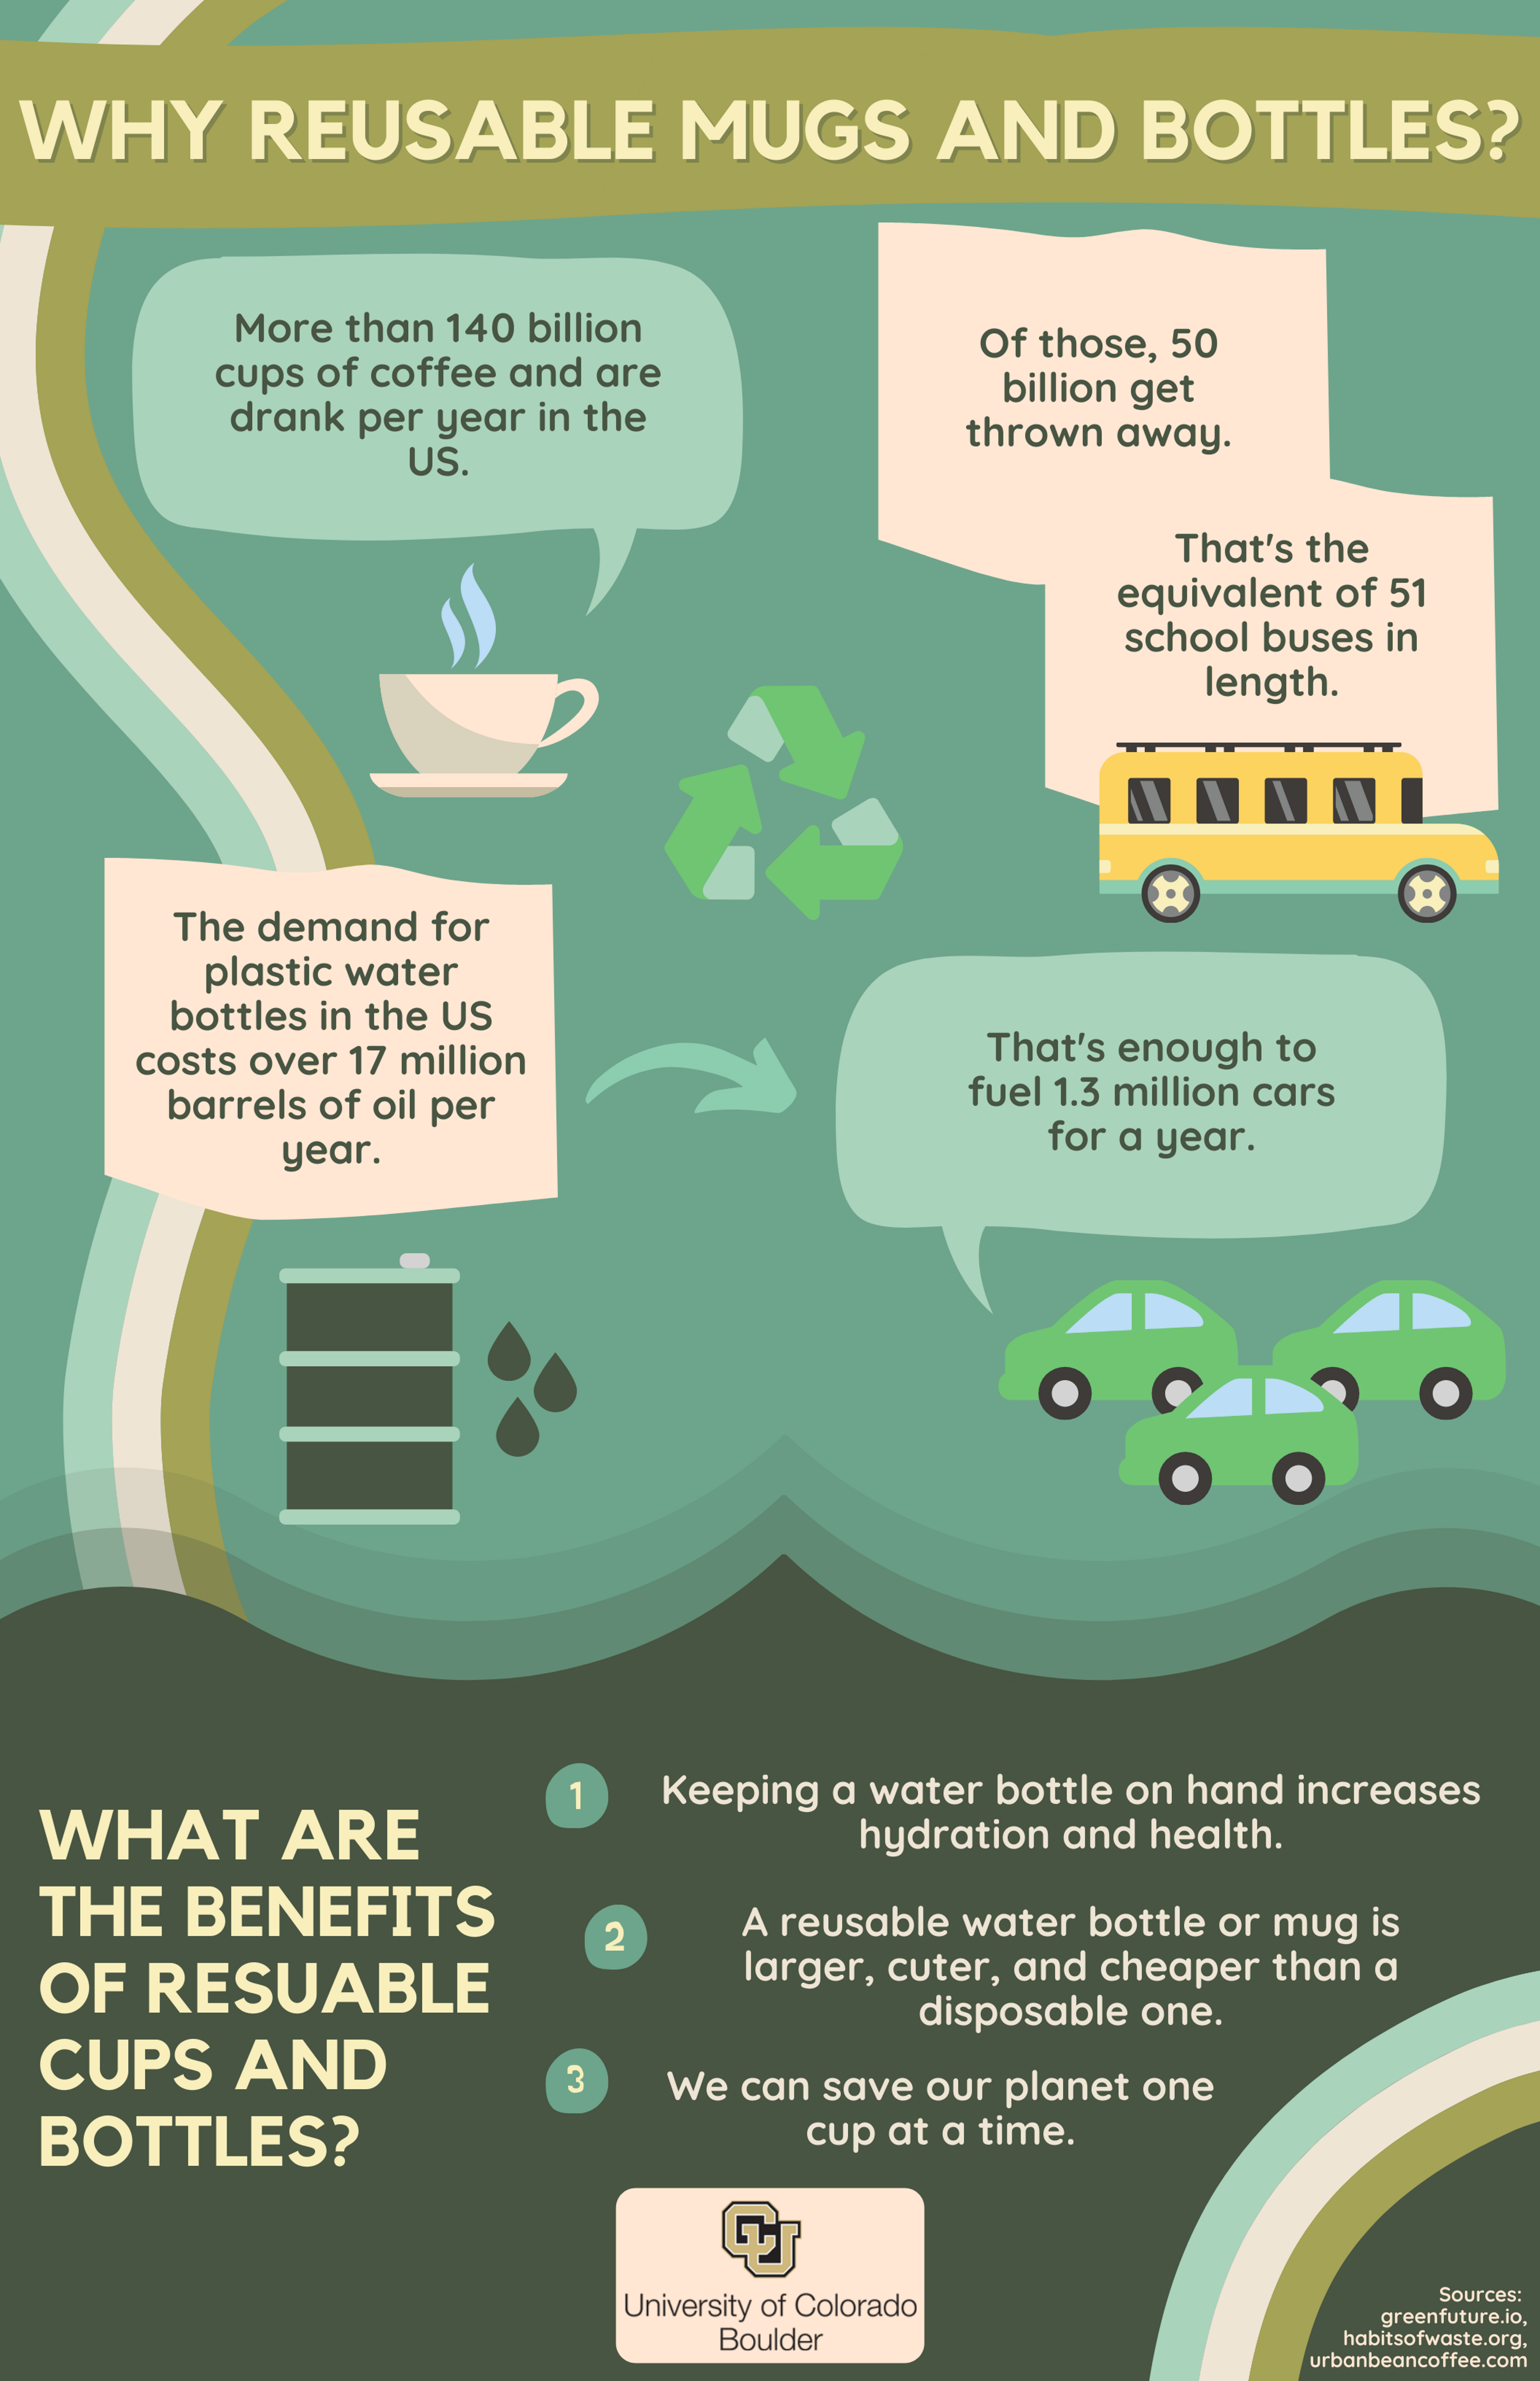 WHY REUSABLE MUGS AND BOTTLES?
More than 140 billion
cups of coffee and are
drank per year in the
US.
Of those, 50
billion get
thrown away.
That's the
equivalent of 51
school buses in
length.
The demand for
plastic water
bottles in the US
costs over 17 million
barrels of oil per
year.
That's enough to
fuel 1.3 million cars
for a year.
WHAT ARE
THE BENEFITS
OF RESUABLE
CUPS AND
BOTTLES?
1
Keeping a water bottle on hand increases
hydration and health.
2
A reusable water bottle or mug is
larger, cuter, and cheaper than a
disposable one.
3
We can save our planet one
cup at a time.
CU
University of Colorado
Boulder
Sources:
greenfuture.io,
habitsofwaste.org,
urbanbeancoffee.com